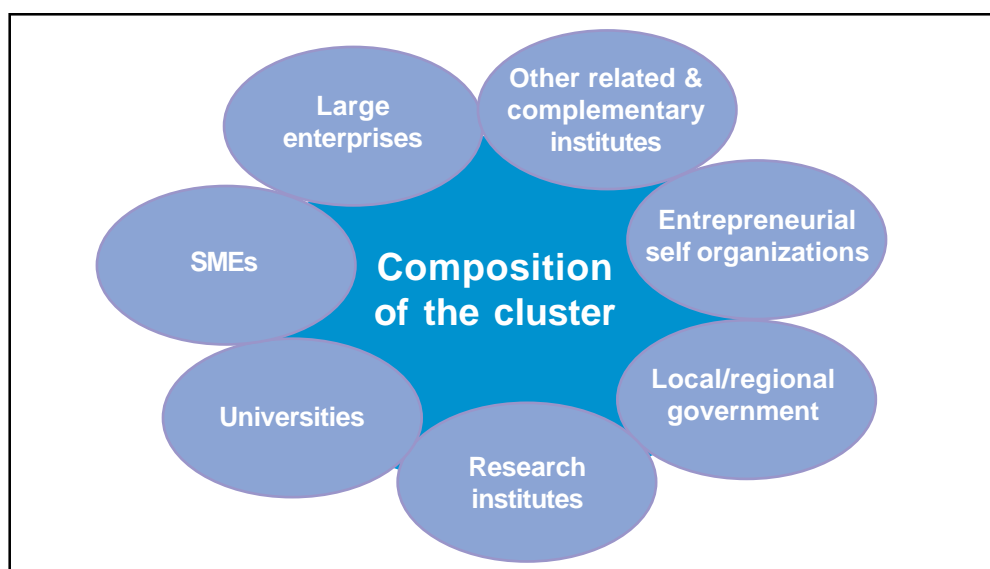 Large
enterprises
Other related &
complementary
institutes
Entrepreneurial
self organizations
SMEs
Composition
of the cluster
Local/regional
government
Universities
Research
institutes